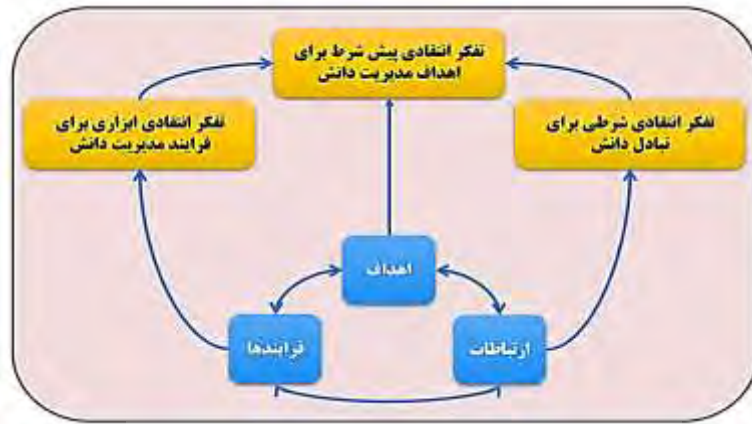 تفکر انتقادی پیش شرط برای
اهداف مدیریت دانش
تفکر انتقادی شرطی برای
تبادل دانش
تفکر انتقادی ابزاری برای
فرایند مدیریت دانش
اهداف
ارتباطات
فرایندها